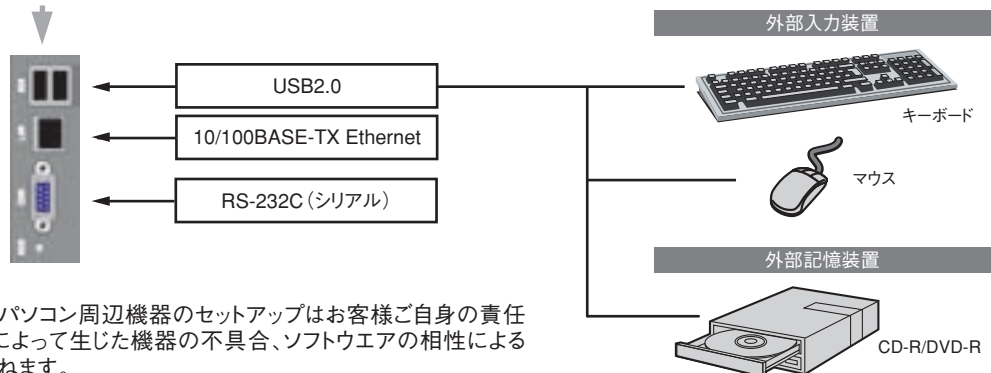 外部入力装置
USB2.0
キーボード
10/100BASE-TX Ethernet
マウス
RS-232C（シリアル）
外部記憶装置
CD-R/DVD-R
パソコン周辺機器のセットアップはお客様ご自身の責任
によって生じた機器の不具合、ソフトウエアの相性による
ねます。